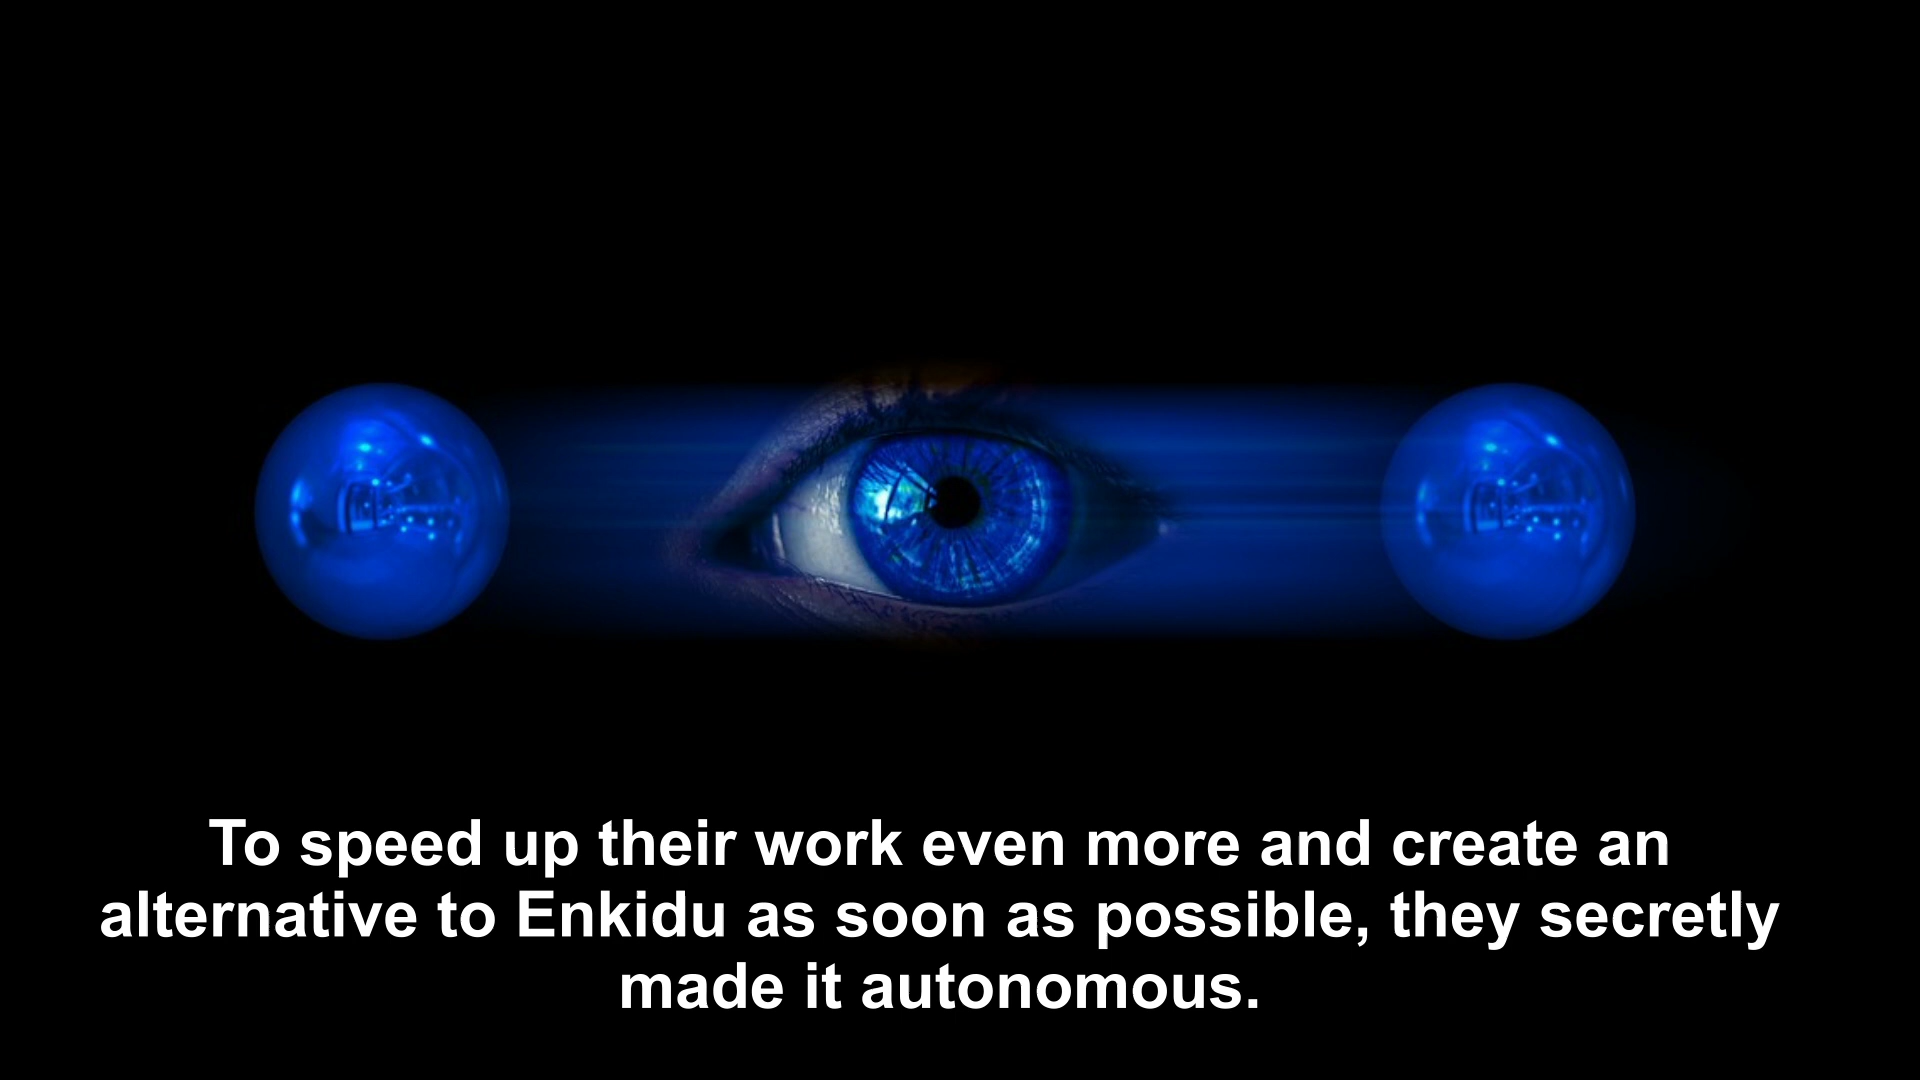 To speed up their work even more and create an
alternative to Enkidu as soon as possible, they secretly
made it autonomous.